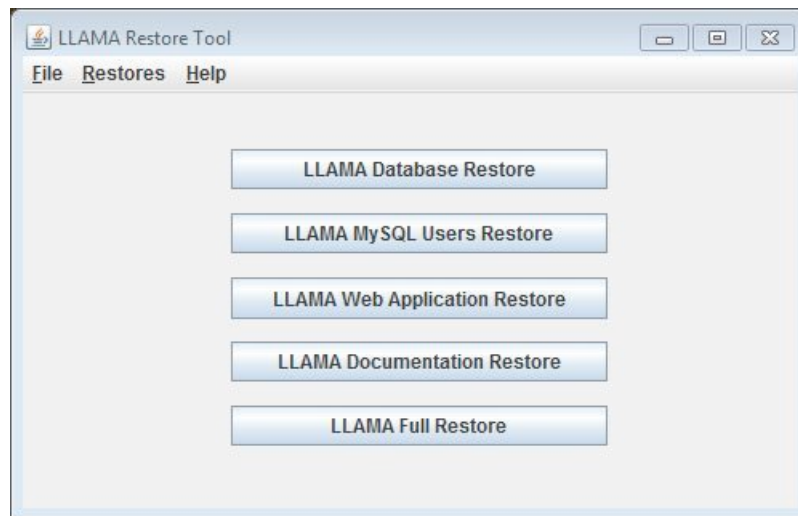 LLAMA Restore Tool
File Restores Help
LLAMA Database Restore
LLAMA MySQL Users Restore
LLAMA Web Application Restore
LLAMA Documentation Restore
LLAMA Full Restore